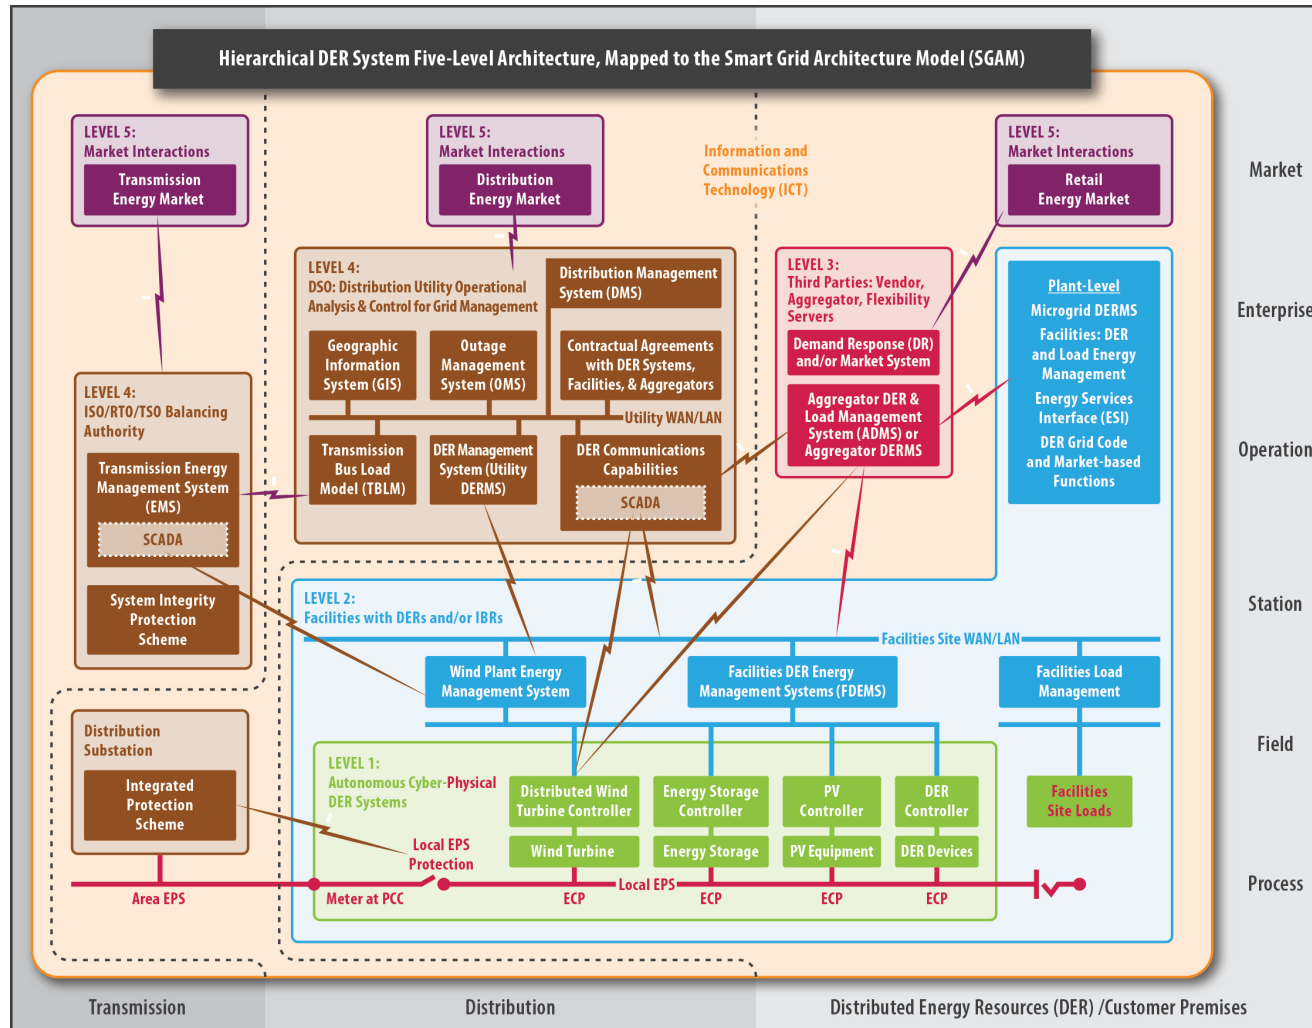 Hierarchical DER System Five-Level Architecture, Mapped to the Smart Grid Architecture Model (SGAM)
LEVEL 5:
Market Interactions
Transmission
Energy Market
LEVEL 5:
Market Interactions
Distribution
Energy Market
Information and
Communications
Technology (ICT)
LEVEL 5:
Market Interactions
Retail
Energy Market
Market
LEVEL 4:
DSO: Distribution Utility Operational
Analysis & Control for Grid Management
Distribution Management
System (DMS)
Geographic
Information
System (GIS)
Outage
Management
System (OMS)
Contractual Agreements
with DER Systems,
Facilities, & Aggregators
Utility WAN/LAN
Transmission
Bus Load
Model (TBLM)
DER Management
System (Utility
DERMS)
DER Communications
Capabilities
SCADA
LEVEL 3:
Third Parties: Vendor,
Aggregator, Flexibility
Servers
Demand Response (DR)
and/or Market System
Aggregator DER &
Load Management
System (ADMS) or
Aggregator DERMS
Plant-Level
Microgrid DERMS
Facilities: DER
and Load Energy
Management
Energy Services
Interface (ESI)
DER Grid Code
and Market-based
Functions
Enterprise
Operation
LEVEL 4:
ISO/RTO/TSO Balancing
Authority
Transmission Energy
Management System
(EMS)
SCADA
System Integrity
Protection
Scheme
Station
LEVEL 2:
Facilities with DERs and/or IBRs
Facilities Site WAN/LAN
Wind Plant Energy
Management System
Facilities DER Energy
Management Systems (FDEMS)
Facilities Load
Management
Distribution
Substation
Integrated
Protection
Scheme
Field
LEVEL 1:
Autonomous Cyber-Physical
DER Systems
Distributed Wind
Turbine Controller
Energy Storage
Controller
PV
Controller
DER
Controller
Facilities
Site Loads
Local EPS
Protection
Wind Turbine
Energy Storage
PV Equipment
DER Devices
Process
Area EPS
Meter at PCC
Local EPS
ECP
ECP
ECP
ECP
Transmission
Distribution
Distributed Energy Resources (DER) /Customer Premises